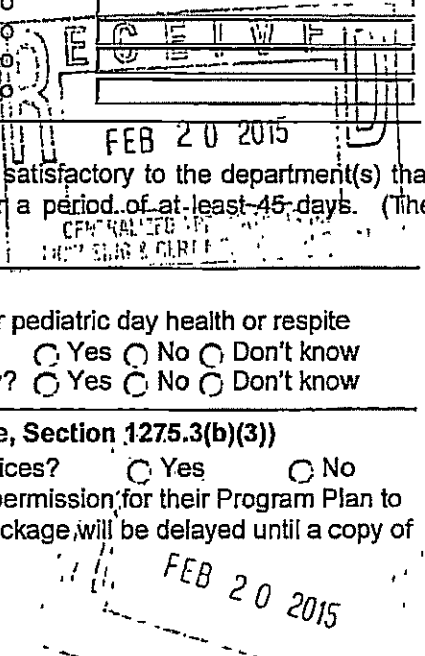 RECEIVED
FEB 20 2015
satisfactory to the department(s) tha
a period of at least 45 days. (The
r pediatric day health or respite
Yes No Don't know
? Yes No Don't know
e, Section 1275.3(b)(3))
ices? Yes No
permission for their Program Plan to
ckage will be delayed until a copy of
FEB 20 2015